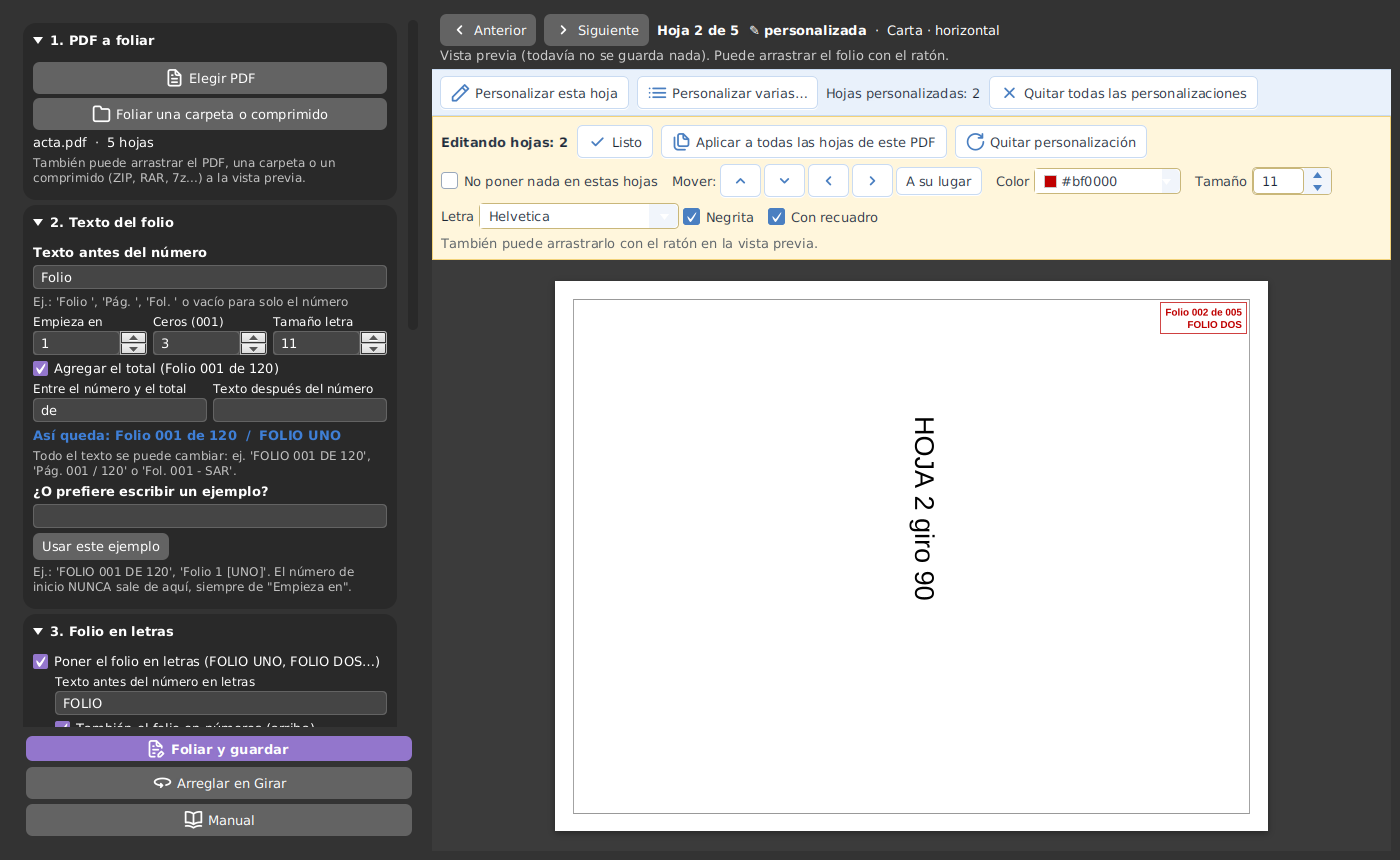 1. PDF a foliar
Elegir PDF
Foliar una carpeta o comprimido
acta.pdf · 5 hojas
También puede arrastrar el PDF, una carpeta o un
comprimido (ZIP, RAR, 7z...) a la vista previa.
2. Texto del folio
Texto antes del número
Folio
Ej.: 'Folio ', 'Pág. ', 'Fol. ' o vacío para solo el número
Empieza en Ceros (001) Tamaño letra
1 3 11
Agregar el total (Folio 001 de 120)
Entre el número y el total Texto después del número
de
Así queda: Folio 001 de 120 / FOLIO UNO
Todo el texto se puede cambiar: ej. 'FOLIO 001 DE 120',
'Pág. 001 / 120' o 'Fol. 001 - SAR'.
¿O prefiere escribir un ejemplo?
Usar este ejemplo
Ej.: 'FOLIO 001 DE 120', 'Folio 1 [UNO]'. El número de
inicio NUNCA sale de aquí, siempre de "Empieza en".
3. Folio en letras
Poner el folio en letras (FOLIO UNO, FOLIO DOS...)
Texto antes del número en letras
FOLIO
También el folio en números (arriba)
Foliar y guardar
Arreglar en Girar
Manual
Anterior Siguiente Hoja 2 de 5 ✎ personalizada · Carta · horizontal
Vista previa (todavía no se guarda nada). Puede arrastrar el folio con el ratón.
Personalizar esta hoja Personalizar varias... Hojas personalizadas: 2 Quitar todas las personalizaciones
Editando hojas: 2 Listo Aplicar a todas las hojas de este PDF Quitar personalización
No poner nada en estas hojas Mover: A su lugar Color #bf0000 Tamaño 11
Letra Helvetica Negrita Con recuadro
También puede arrastrarlo con el ratón en la vista previa.
Folio 002 de 005
FOLIO DOS
HOJA 2 giro 90